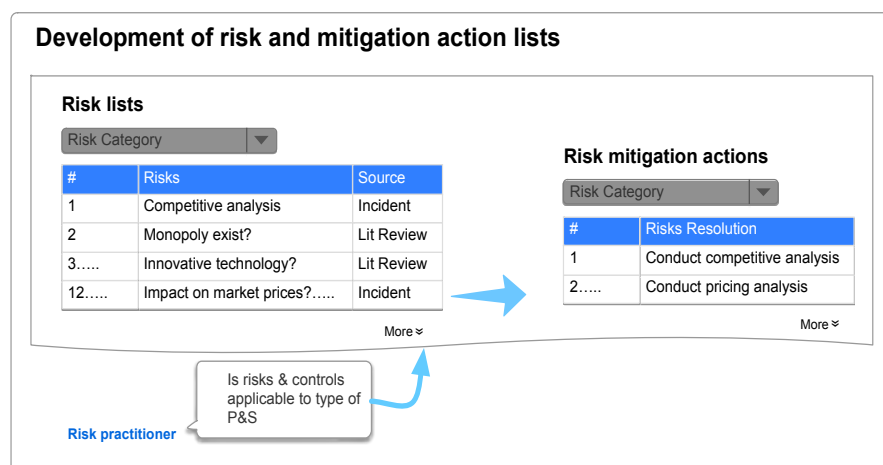 Development of risk and mitigation action lists
Risk lists
Risk Category
# Risks Source
1 Competitive analysis Incident
2 Monopoly exist? Lit Review
3..... Innovative technology? Lit Review
12..... Impact on market prices?..... Incident
More
Risk mitigation actions
Risk Category
# Risks Resolution
1 Conduct competitive analysis
2..... Conduct pricing analysis
More
Is risks & controls
applicable to type of
P&S
Risk practitioner